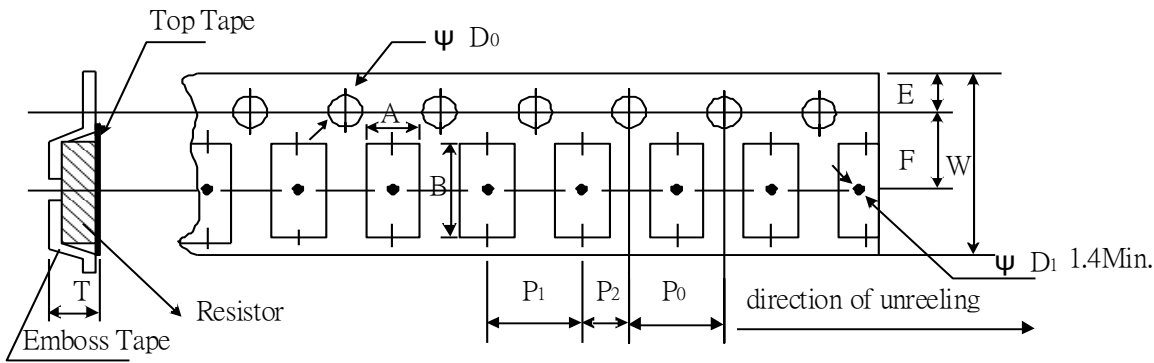 Top Tape
Ψ D0
E
A
F
W
B
Ψ D1 1.4Min.
T
P1
P2
P0
direction of unreeling
Resistor
Emboss Tape